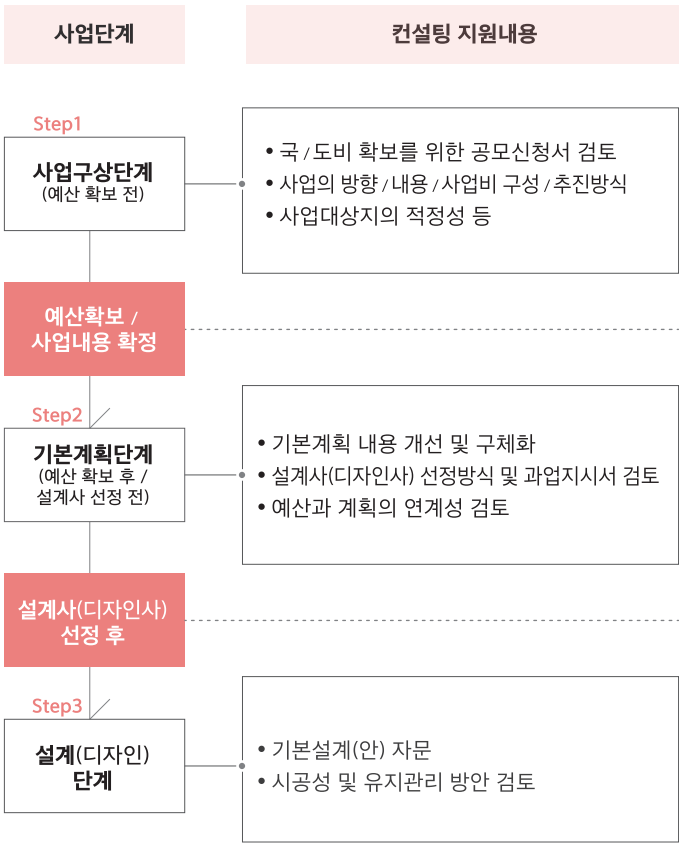 사업단계
컨설팅 지원내용
Step1
사업구상단계
(예산 확보 전)
• 국 / 도비 확보를 위한 공모신청서 검토
• 사업의 방향 / 내용 / 사업비 구성 / 추진방식
• 사업대상지의 적정성 등
예산확보 /
사업내용 확정
Step2
기본계획단계
(예산 확보 후 /
설계사 선정 전)
• 기본계획 내용 개선 및 구체화
• 설계사(디자인사) 선정방식 및 과업지시서 검토
• 예산과 계획의 연계성 검토
설계사(디자인사)
선정 후
Step3
설계(디자인)
단계
• 기본설계(안) 자문
• 시공성 및 유지관리 방안 검토